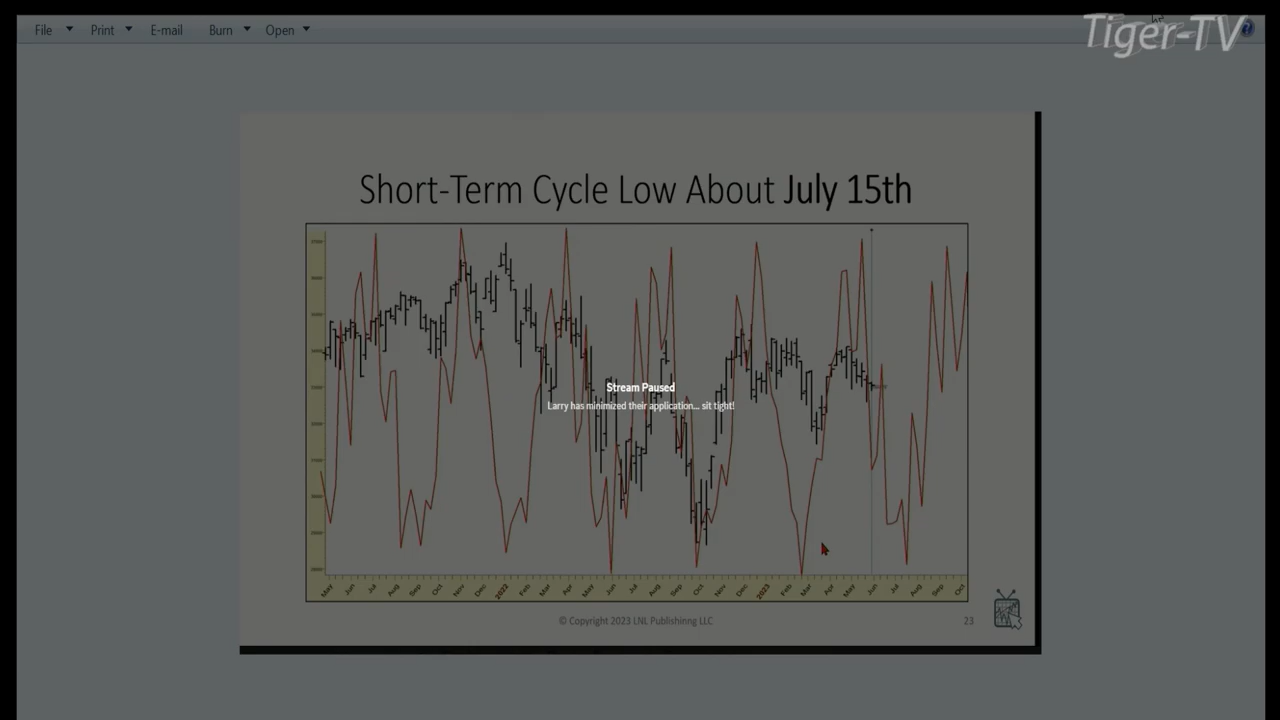 File Print E-mail Burn Open
Tiger-TV
Short-Term Cycle Low About July 15th
Stream Paused
Larry has minimized their application... sit tight!
May Jun Jul Aug Sep Oct Nov Dec 2022 Feb Mar Apr May Jun Jul Aug Sep Oct Nov Dec 2023 Feb Mar Apr May Jun Jul Aug Sep Oct
© Copyright 2023 LNL Publishinng LLC
23